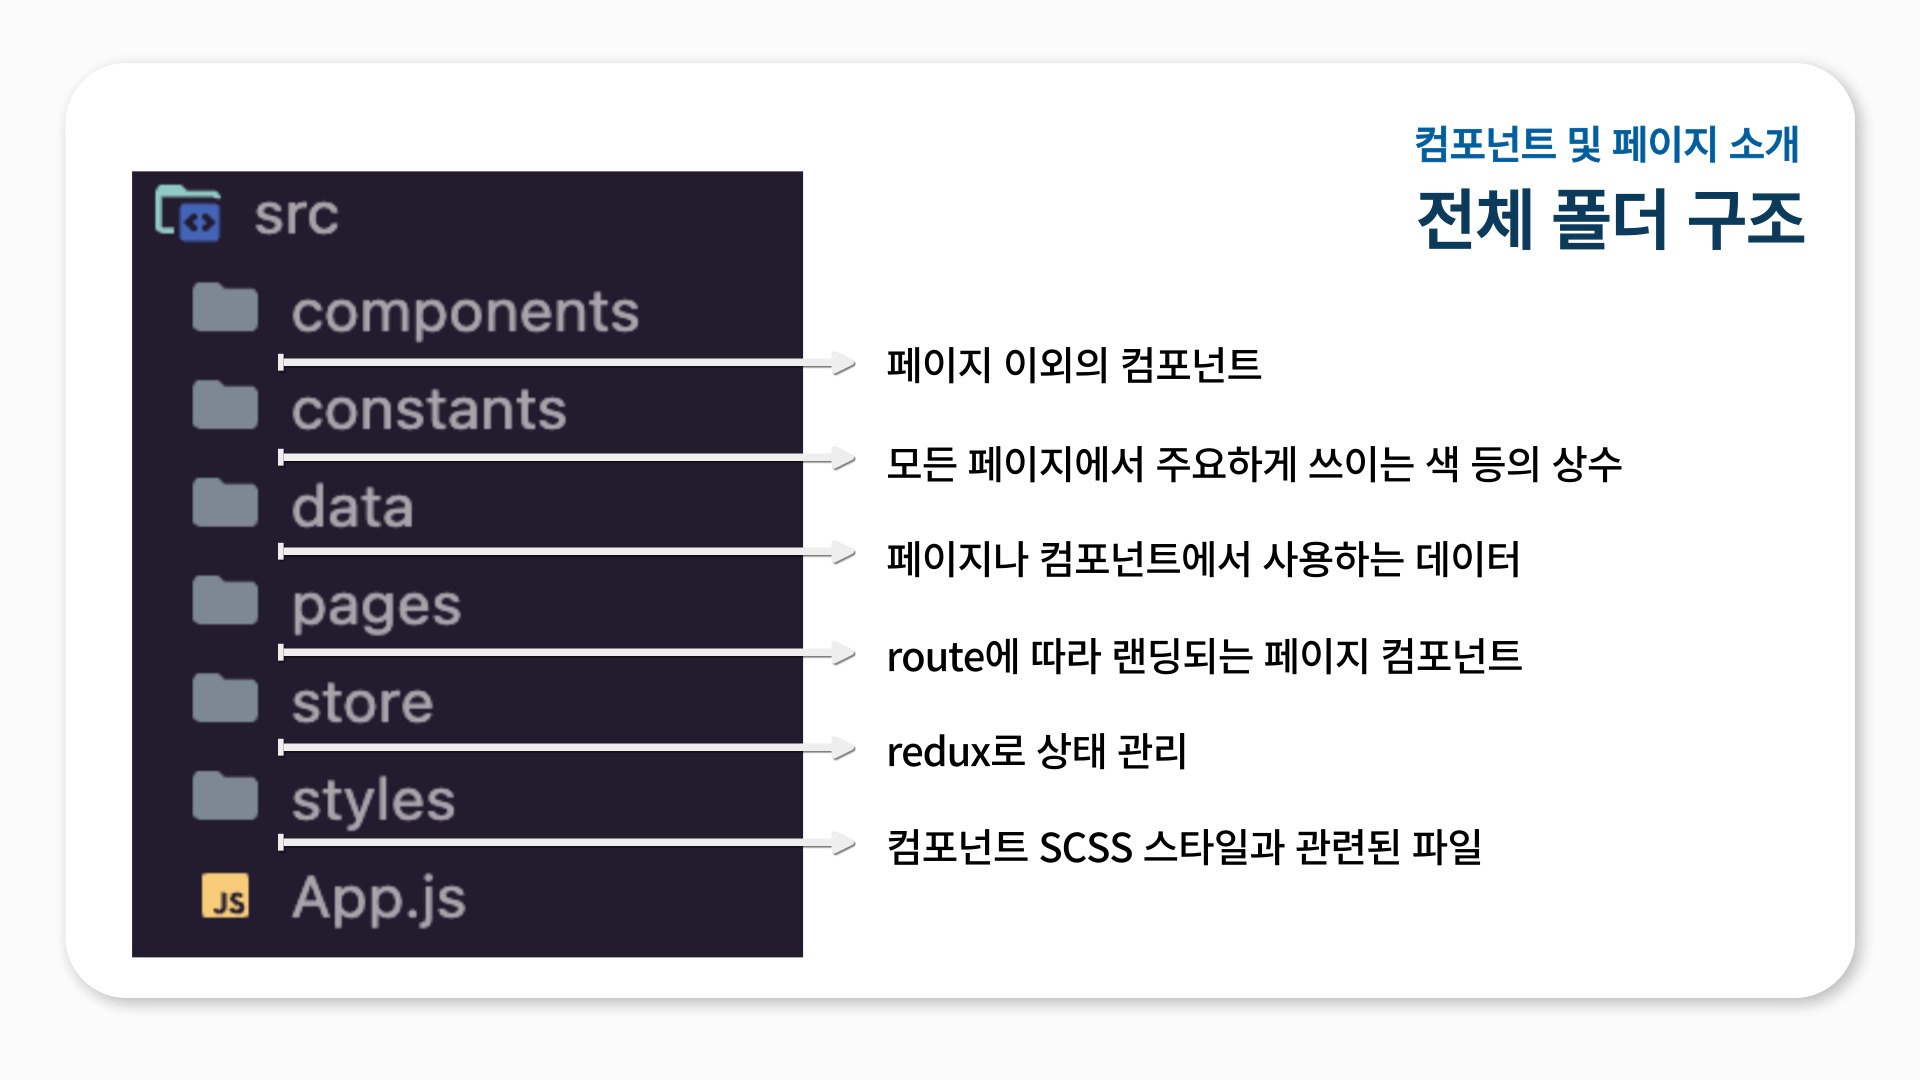 컴포넌트 및 페이지 소개
전체 폴더 구조
src
components
페이지 이외의 컴포넌트
constants
모든 페이지에서 주요하게 쓰이는 색 등의 상수
data
페이지나 컴포넌트에서 사용하는 데이터
pages
route에 따라 랜딩되는 페이지 컴포넌트
store
redux로 상태 관리
styles
컴포넌트 SCSS 스타일과 관련된 파일
JS App.js